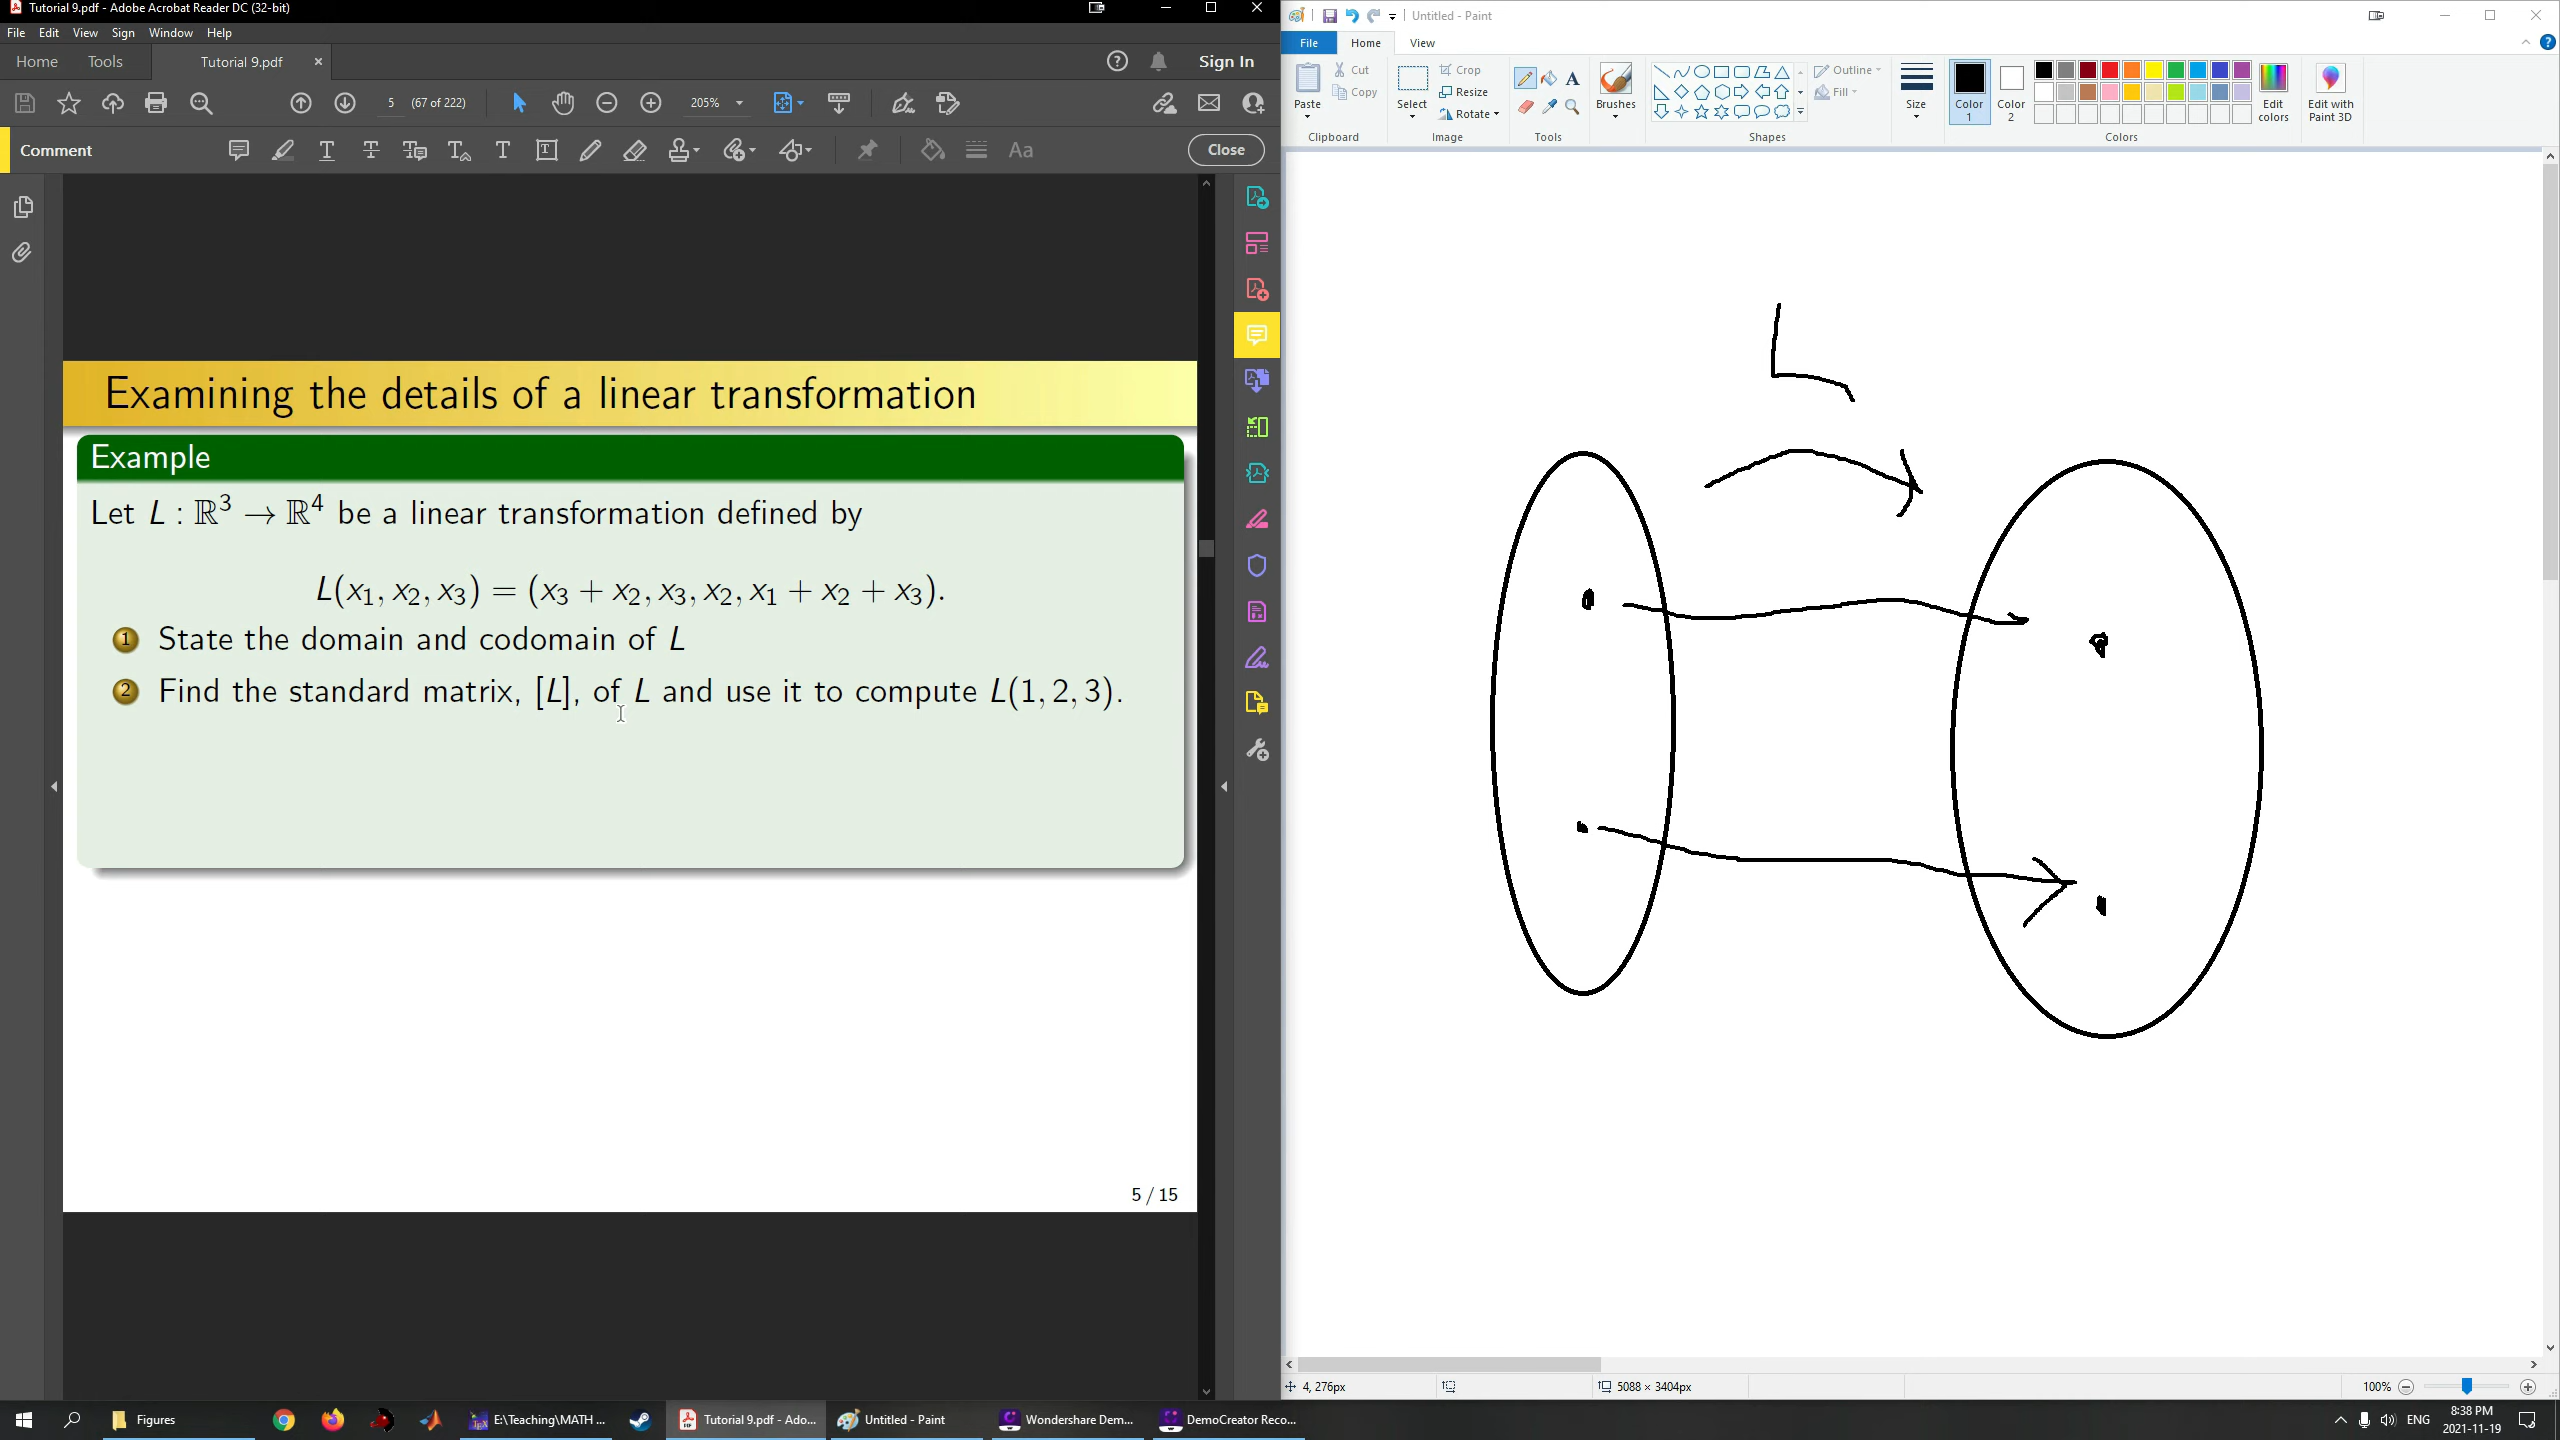 Tutorial 9.pdf - Adobe Acrobat Reader DC (32-bit)
File Edit View Sign Window Help
Home Tools Tutorial 9.pdf ×
Sign In
5 (67 of 222) 205%
Comment
Aa Close
Examining the details of a linear transformation
Example
Let L : ℝ³ → ℝ⁴ be a linear transformation defined by
L(x₁, x₂, x₃) = (x₃ + x₂, x₃, x₂, x₁ + x₂ + x₃).
1 State the domain and codomain of L
2 Find the standard matrix, [L], of L and use it to compute L(1, 2, 3).
5 / 15
Untitled - Paint
File Home View
Paste Cut Copy
Clipboard
Select Crop Resize Rotate
Image
A
Tools
Brushes
Outline Fill
Shapes
Size
Color 1 Color 2
Edit colors
Colors
Edit with Paint 3D
L
4, 276px 5088 × 3404px 100%
Figures E:\Teaching\MATH ... Tutorial 9.pdf - Ado... Untitled - Paint Wondershare Dem... DemoCreator Reco... ENG
8:38 PM
2021-11-19